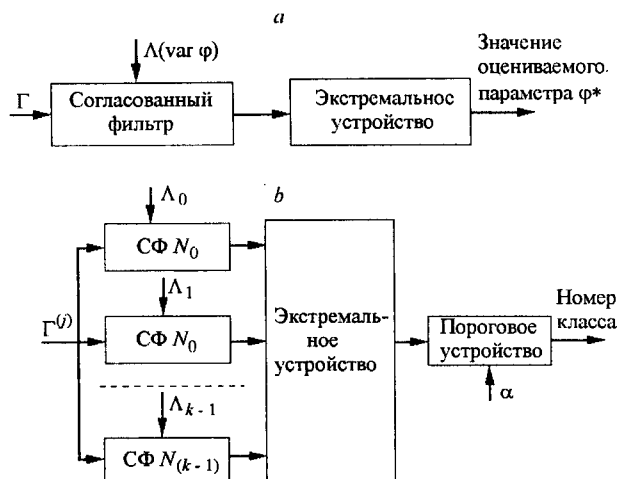 a
Λ(var φ)
Γ
Согласованный
фильтр
Экстремальное
устройство
Значение
оцениваемого
параметра φ*
b
Λ₀
СФ N₀
Λ₁
СФ N₀
Γ⁽ʲ⁾
Λₖ₋₁
СФ N₍ₖ₋₁₎
Экстремаль-
ное
устройство
Пороговое
устройство
α
Номер
класса